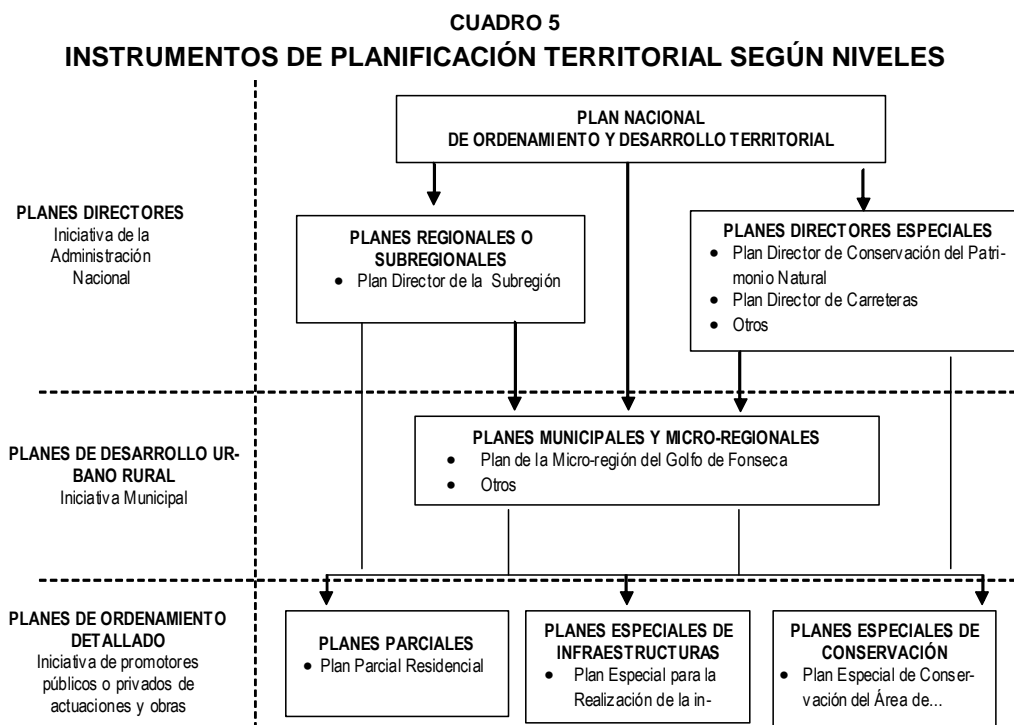 CUADRO 5
INSTRUMENTOS DE PLANIFICACIÓN TERRITORIAL SEGÚN NIVELES
PLAN NACIONAL
DE ORDENAMIENTO Y DESARROLLO TERRITORIAL
PLANES DIRECTORES
Iniciativa de la
Administración
Nacional
PLANES REGIONALES O
SUBREGIONALES
• Plan Director de la Subregión
PLANES DIRECTORES ESPECIALES
• Plan Director de Conservación del Patri-
monio Natural
• Plan Director de Carreteras
• Otros
PLANES DE DESARROLLO UR-
BANO RURAL
Iniciativa Municipal
PLANES MUNICIPALES Y MICRO-REGIONALES
• Plan de la Micro-región del Golfo de Fonseca
• Otros
PLANES DE ORDENAMIENTO
DETALLADO
Iniciativa de promotores
públicos o privados de
actuaciones y obras
PLANES PARCIALES
• Plan Parcial Residencial
PLANES ESPECIALES DE
INFRAESTRUCTURAS
• Plan Especial para la
Realización de la in-
PLANES ESPECIALES DE
CONSERVACIÓN
• Plan Especial de Conser-
vación del Área de...